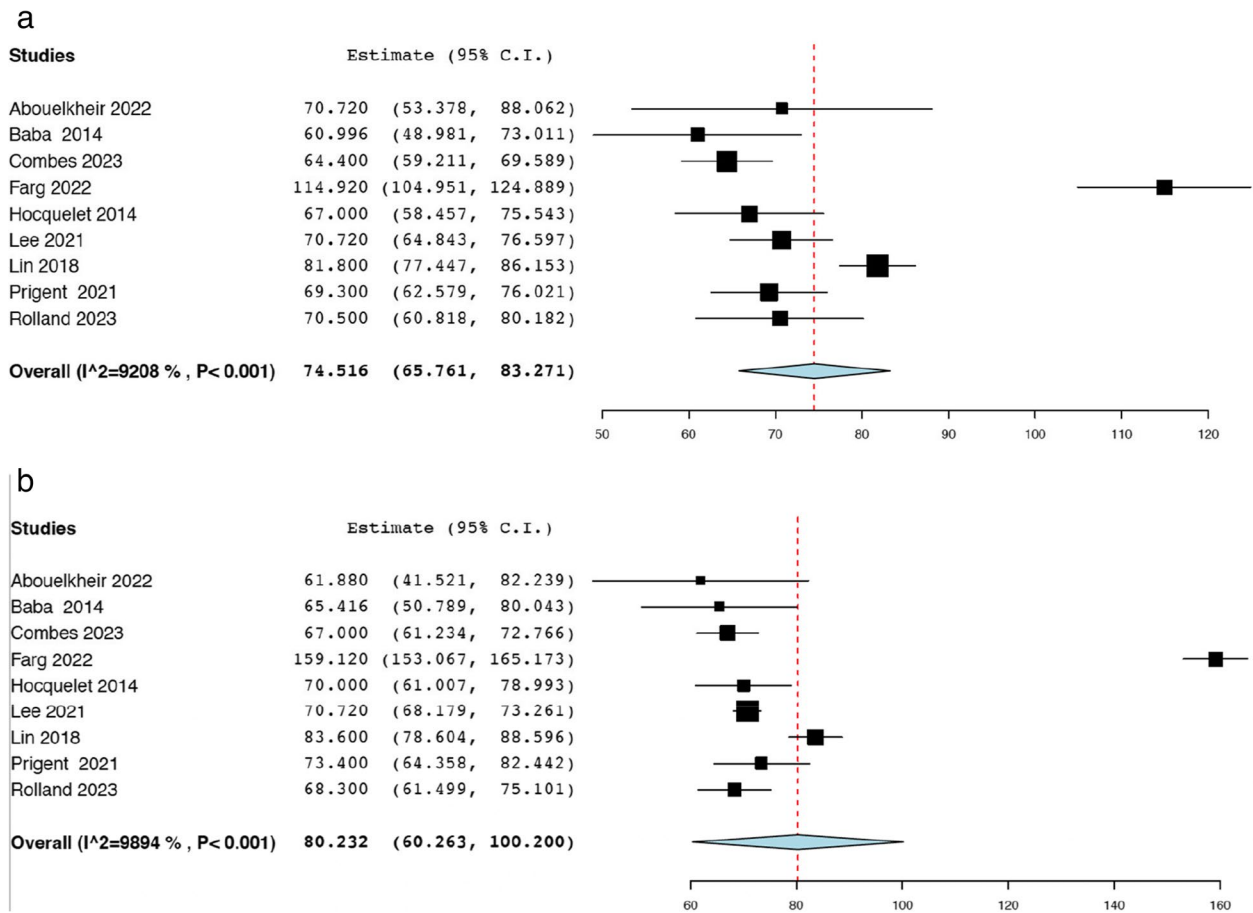 a
Studies Estimate (95% C.I.)
Abouelkheir 2022 70.720 (53.378, 88.062)
Baba 2014 60.996 (48.981, 73.011)
Combes 2023 64.400 (59.211, 69.589)
Farg 2022 114.920 (104.951, 124.889)
Hocquelet 2014 67.000 (58.457, 75.543)
Lee 2021 70.720 (64.843, 76.597)
Lin 2018 81.800 (77.447, 86.153)
Prigent 2021 69.300 (62.579, 76.021)
Rolland 2023 70.500 (60.818, 80.182)
Overall (I^2=9208 % , P< 0.001) 74.516 (65.761, 83.271)
50 60 70 80 90 100 110 120
b
Studies Estimate (95% C.I.)
Abouelkheir 2022 61.880 (41.521, 82.239)
Baba 2014 65.416 (50.789, 80.043)
Combes 2023 67.000 (61.234, 72.766)
Farg 2022 159.120 (153.067, 165.173)
Hocquelet 2014 70.000 (61.007, 78.993)
Lee 2021 70.720 (68.179, 73.261)
Lin 2018 83.600 (78.604, 88.596)
Prigent 2021 73.400 (64.358, 82.442)
Rolland 2023 68.300 (61.499, 75.101)
Overall (I^2=9894 % , P< 0.001) 80.232 (60.263, 100.200)
60 80 100 120 140 160